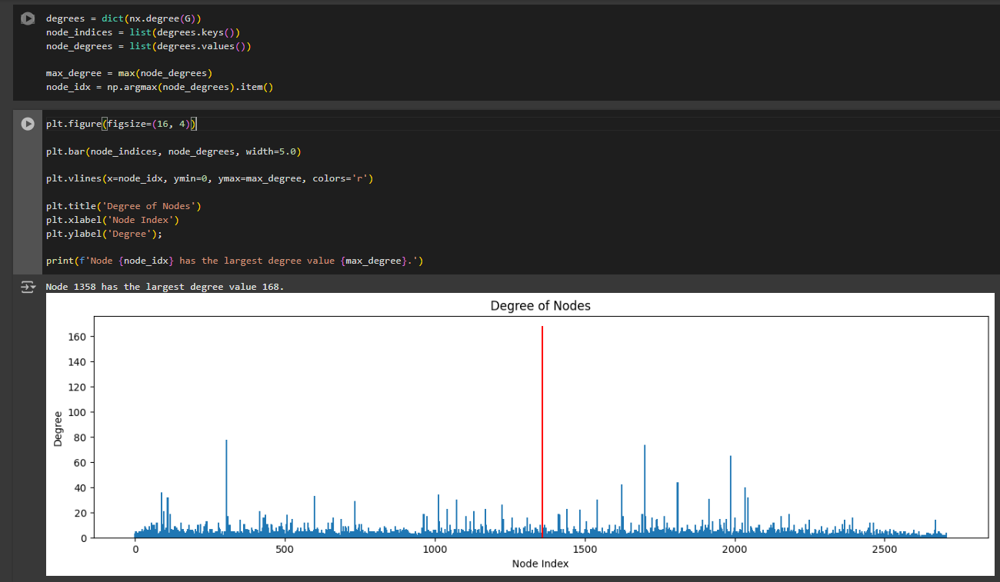 degrees = dict(nx.degree(G))
node_indices = list(degrees.keys())
node_degrees = list(degrees.values())
max_degree = max(node_degrees)
node_idx = np.argmax(node_degrees).item()
plt.figure(figsize=(16, 4))
plt.bar(node_indices, node_degrees, width=5.0)
plt.vlines(x=node_idx, ymin=0, ymax=max_degree, colors='r')
plt.title('Degree of Nodes')
plt.xlabel('Node Index')
plt.ylabel('Degree');
print(f'Node {node_idx} has the largest degree value {max_degree}.')
Node 1358 has the largest degree value 168.
Degree of Nodes
160
140
120
100
80
60
40
20
0
Degree
0 500 1000 1500 2000 2500
Node Index